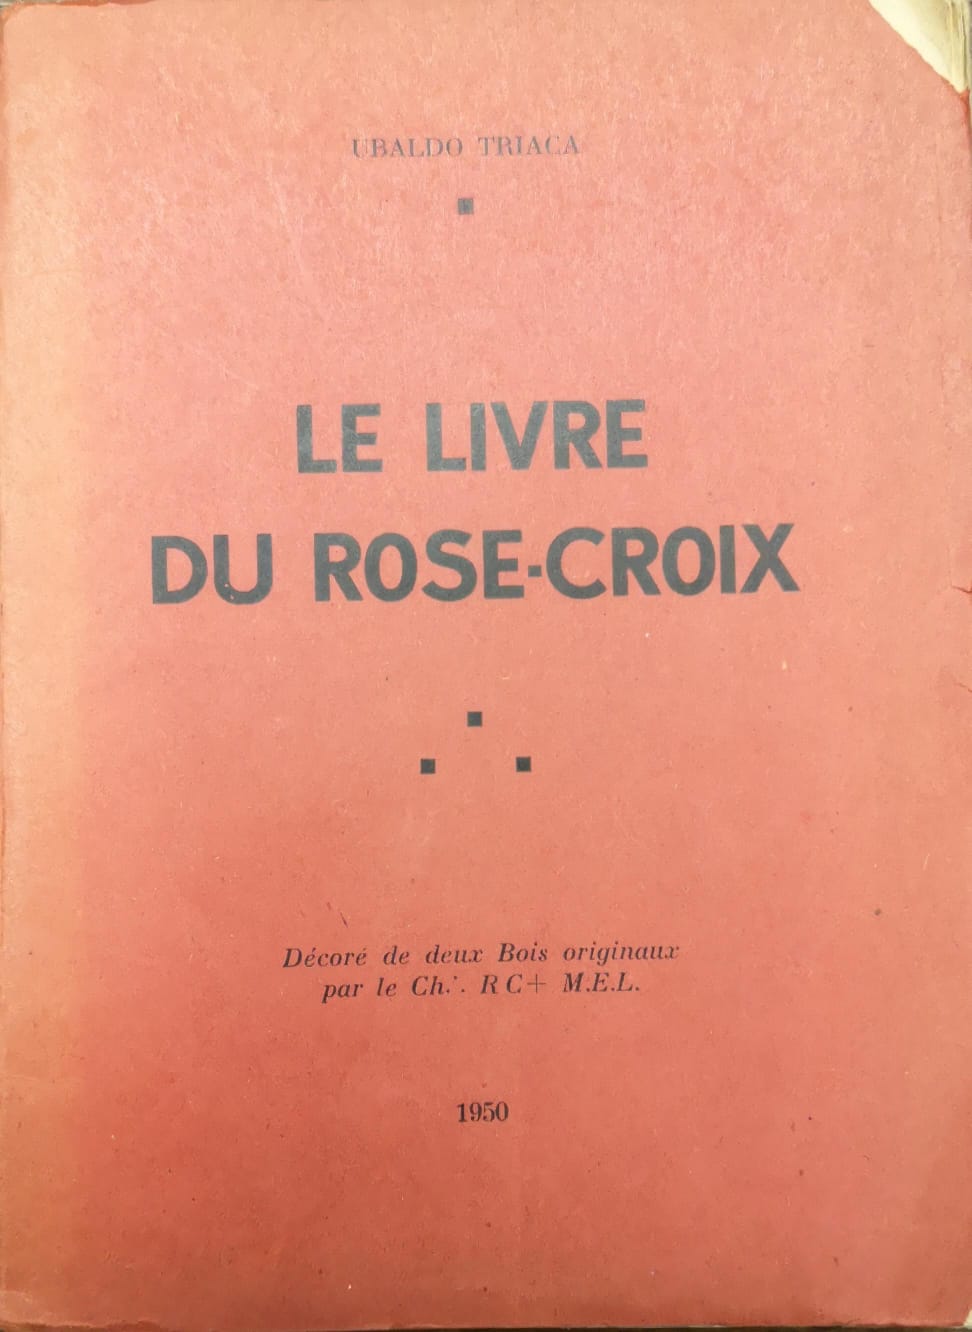 UBALDO TRIACA
LE LIVRE
DU ROSE-CROIX
Décoré de deux Bois originaux
par le Ch∴ RC+ M.E.L.
1950